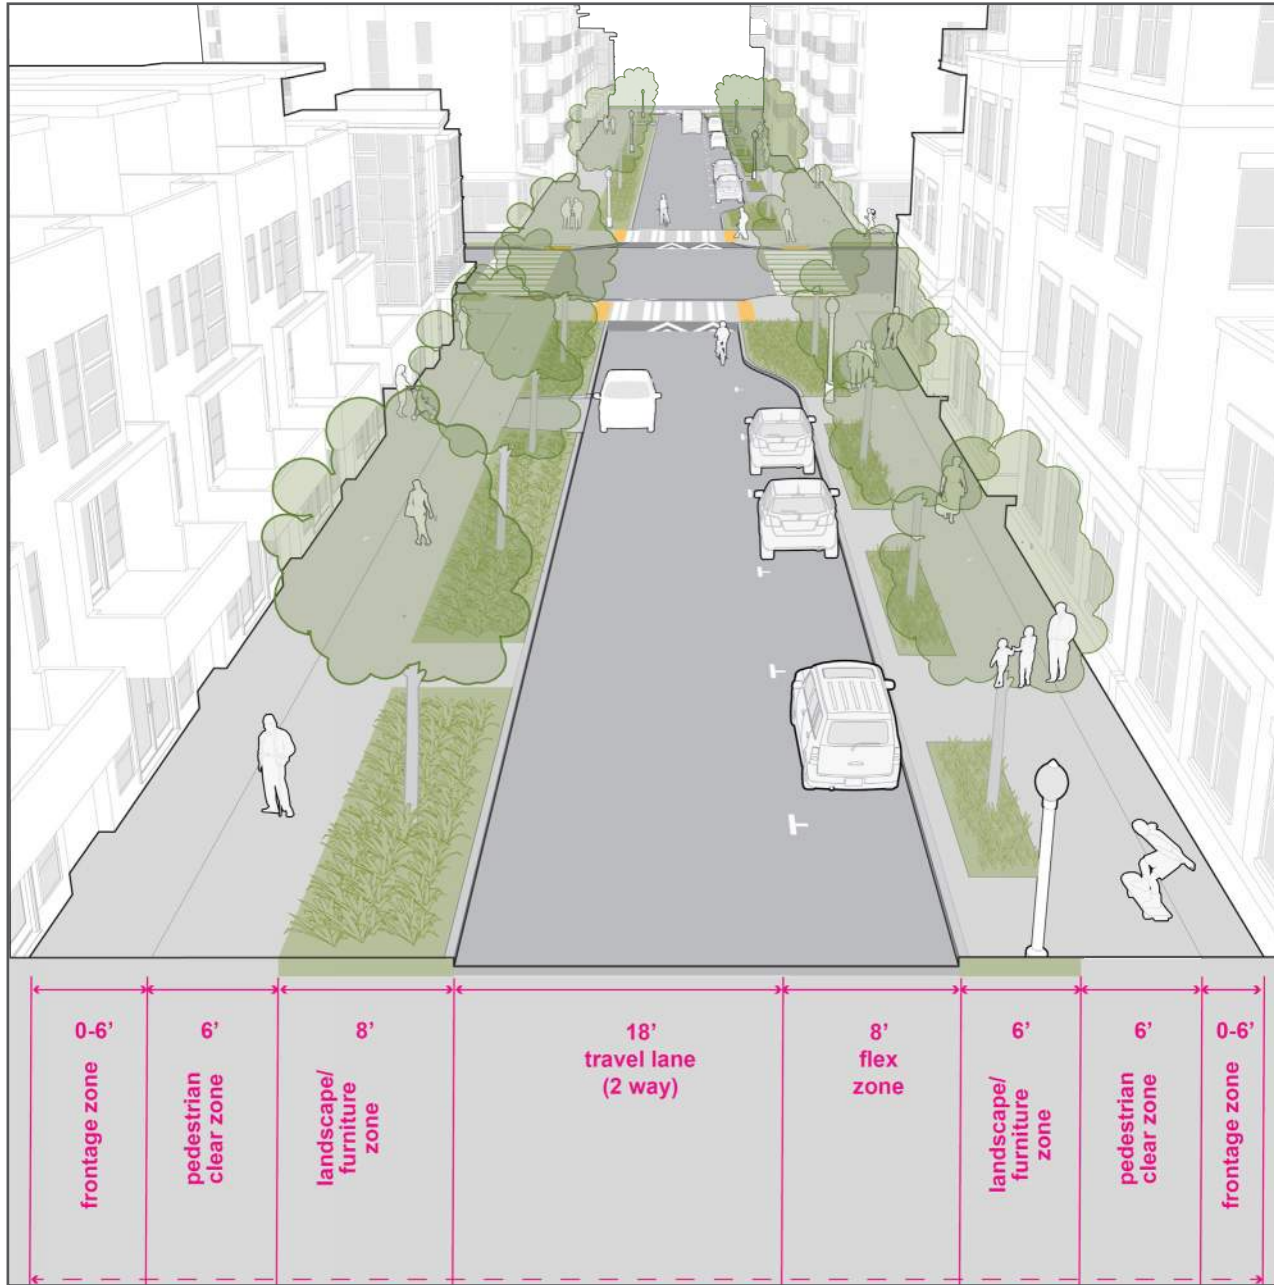 0-6’
frontage zone
6’
pedestrian
clear zone
8’
landscape/
furniture
zone
18’
travel lane
(2 way)
8’
flex
zone
6’
landscape/
furniture
zone
6’
pedestrian
clear zone
0-6’
frontage zone